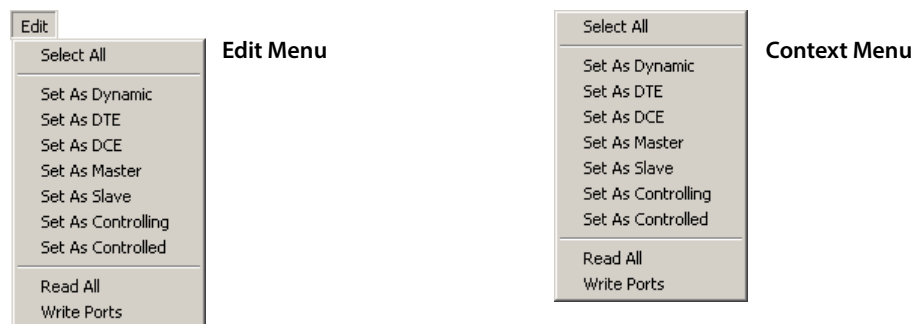 Edit
Select All
Set As Dynamic
Set As DTE
Set As DCE
Set As Master
Set As Slave
Set As Controlling
Set As Controlled
Read All
Write Ports
Edit Menu
Select All
Set As Dynamic
Set As DTE
Set As DCE
Set As Master
Set As Slave
Set As Controlling
Set As Controlled
Read All
Write Ports
Context Menu